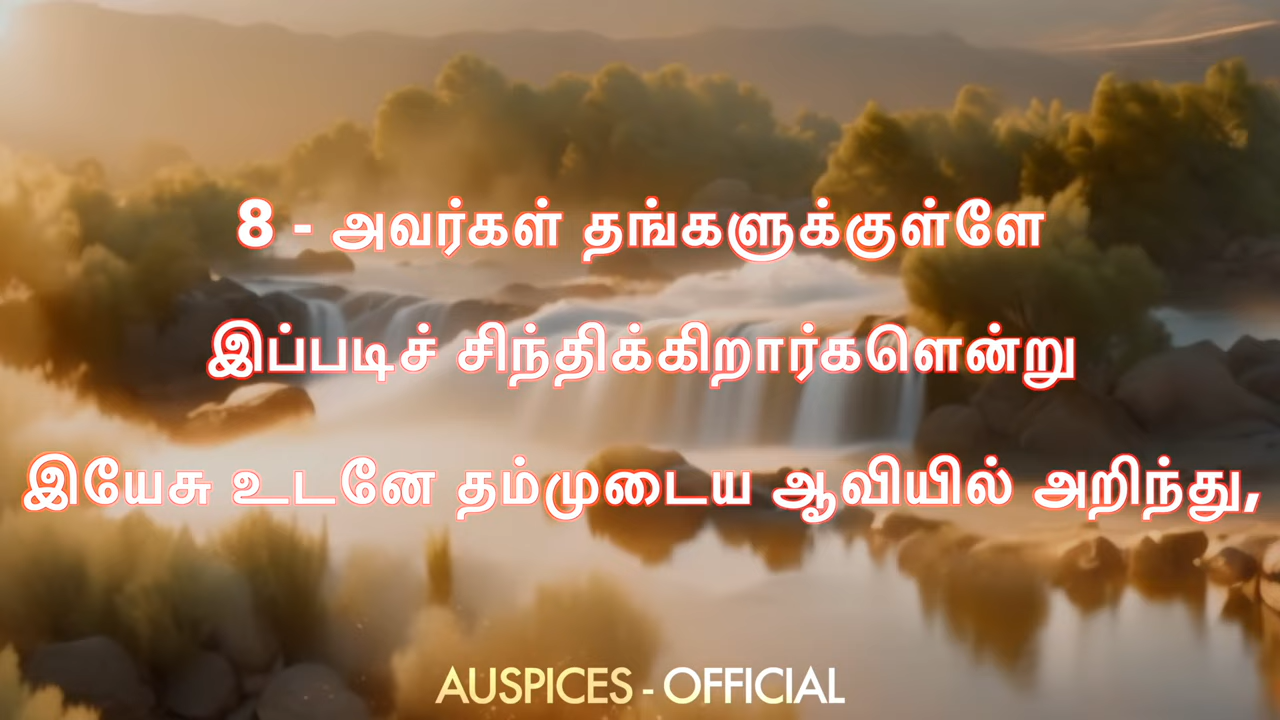 8 - அவர்கள் தங்களுக்குள்ளே
இப்படிச் சிந்திக்கிறார்களென்று
இயேசு உடனே தம்முடைய ஆவியில் அறிந்து,
AUSPICES - OFFICIAL